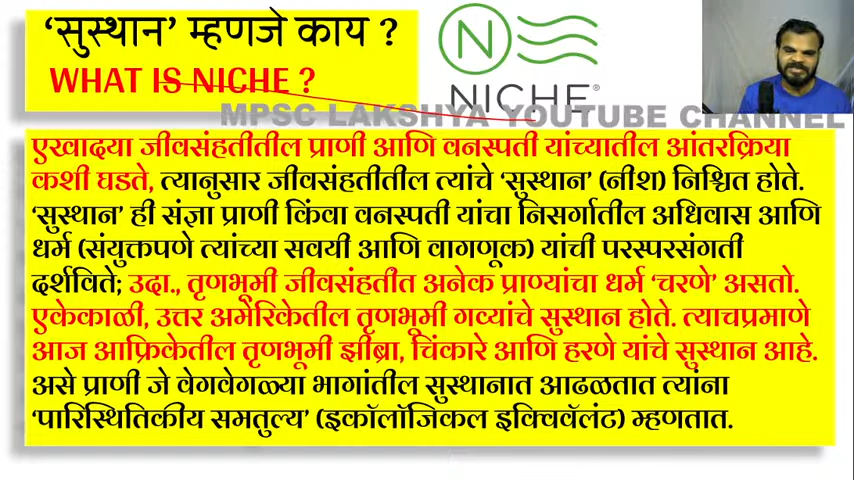 ‘सुस्थान’ म्हणजे काय ?
WHAT IS NICHE ?
N
NICHE®
MPSC LAKSHYA YOUTUBE CHANNEL
एखादया जीवसंहतीतील प्राणी आणि वनस्पती यांच्यातील आंतरक्रिया
कशी घडते, त्यानुसार जीवसंहतीतील त्यांचे ‘सुस्थान’ (नीश) निश्चित होते.
‘सुस्थान’ ही संज्ञा प्राणी किंवा वनस्पती यांचा निसर्गातील अधिवास आणि
धर्म (संयुक्तपणे त्यांच्या सवयी आणि वागणूक) यांची परस्परसंगती
दर्शविते; उदा., तृणभूमी जीवसंहतीत अनेक प्राण्यांचा धर्म ‘चरणे’ असतो.
एकेकाळी, उत्तर अमेरिकेतील तृणभूमी गव्यांचे सुस्थान होते. त्याचप्रमाणे
आज आफ्रिकेतील तृणभूमी झीब्रा, चिंकारे आणि हरणे यांचे सुस्थान आहे.
असे प्राणी जे वेगवेगळ्या भागांतील सुस्थानात आढळतात त्यांना
‘पारिस्थितिकीय समतुल्य’ (इकॉलॉजिकल इक्विवॅलंट) म्हणतात.